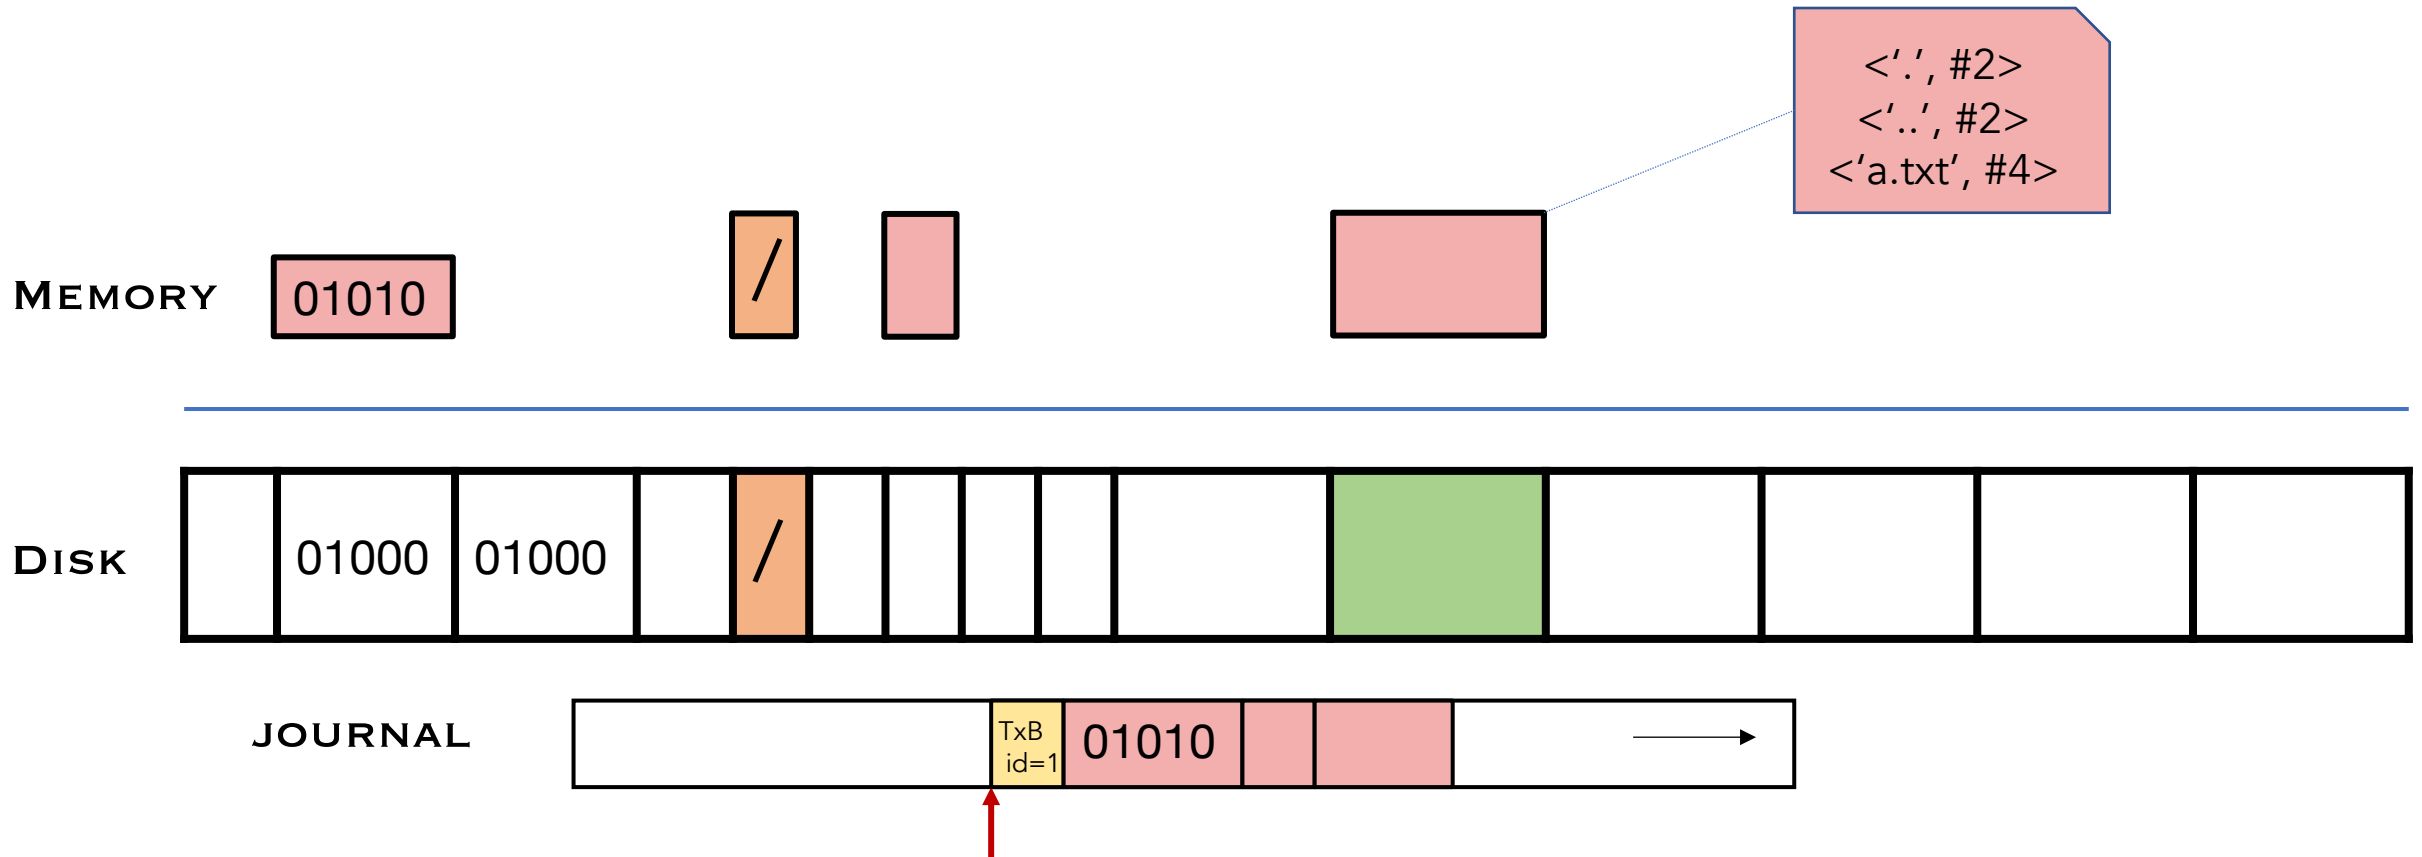 <‘.’, #2>
<‘..’, #2>
<‘a.txt‘, #4>
MEMORY
01010
/
DISK
01000
01000
/
JOURNAL
TxB
id=1
01010